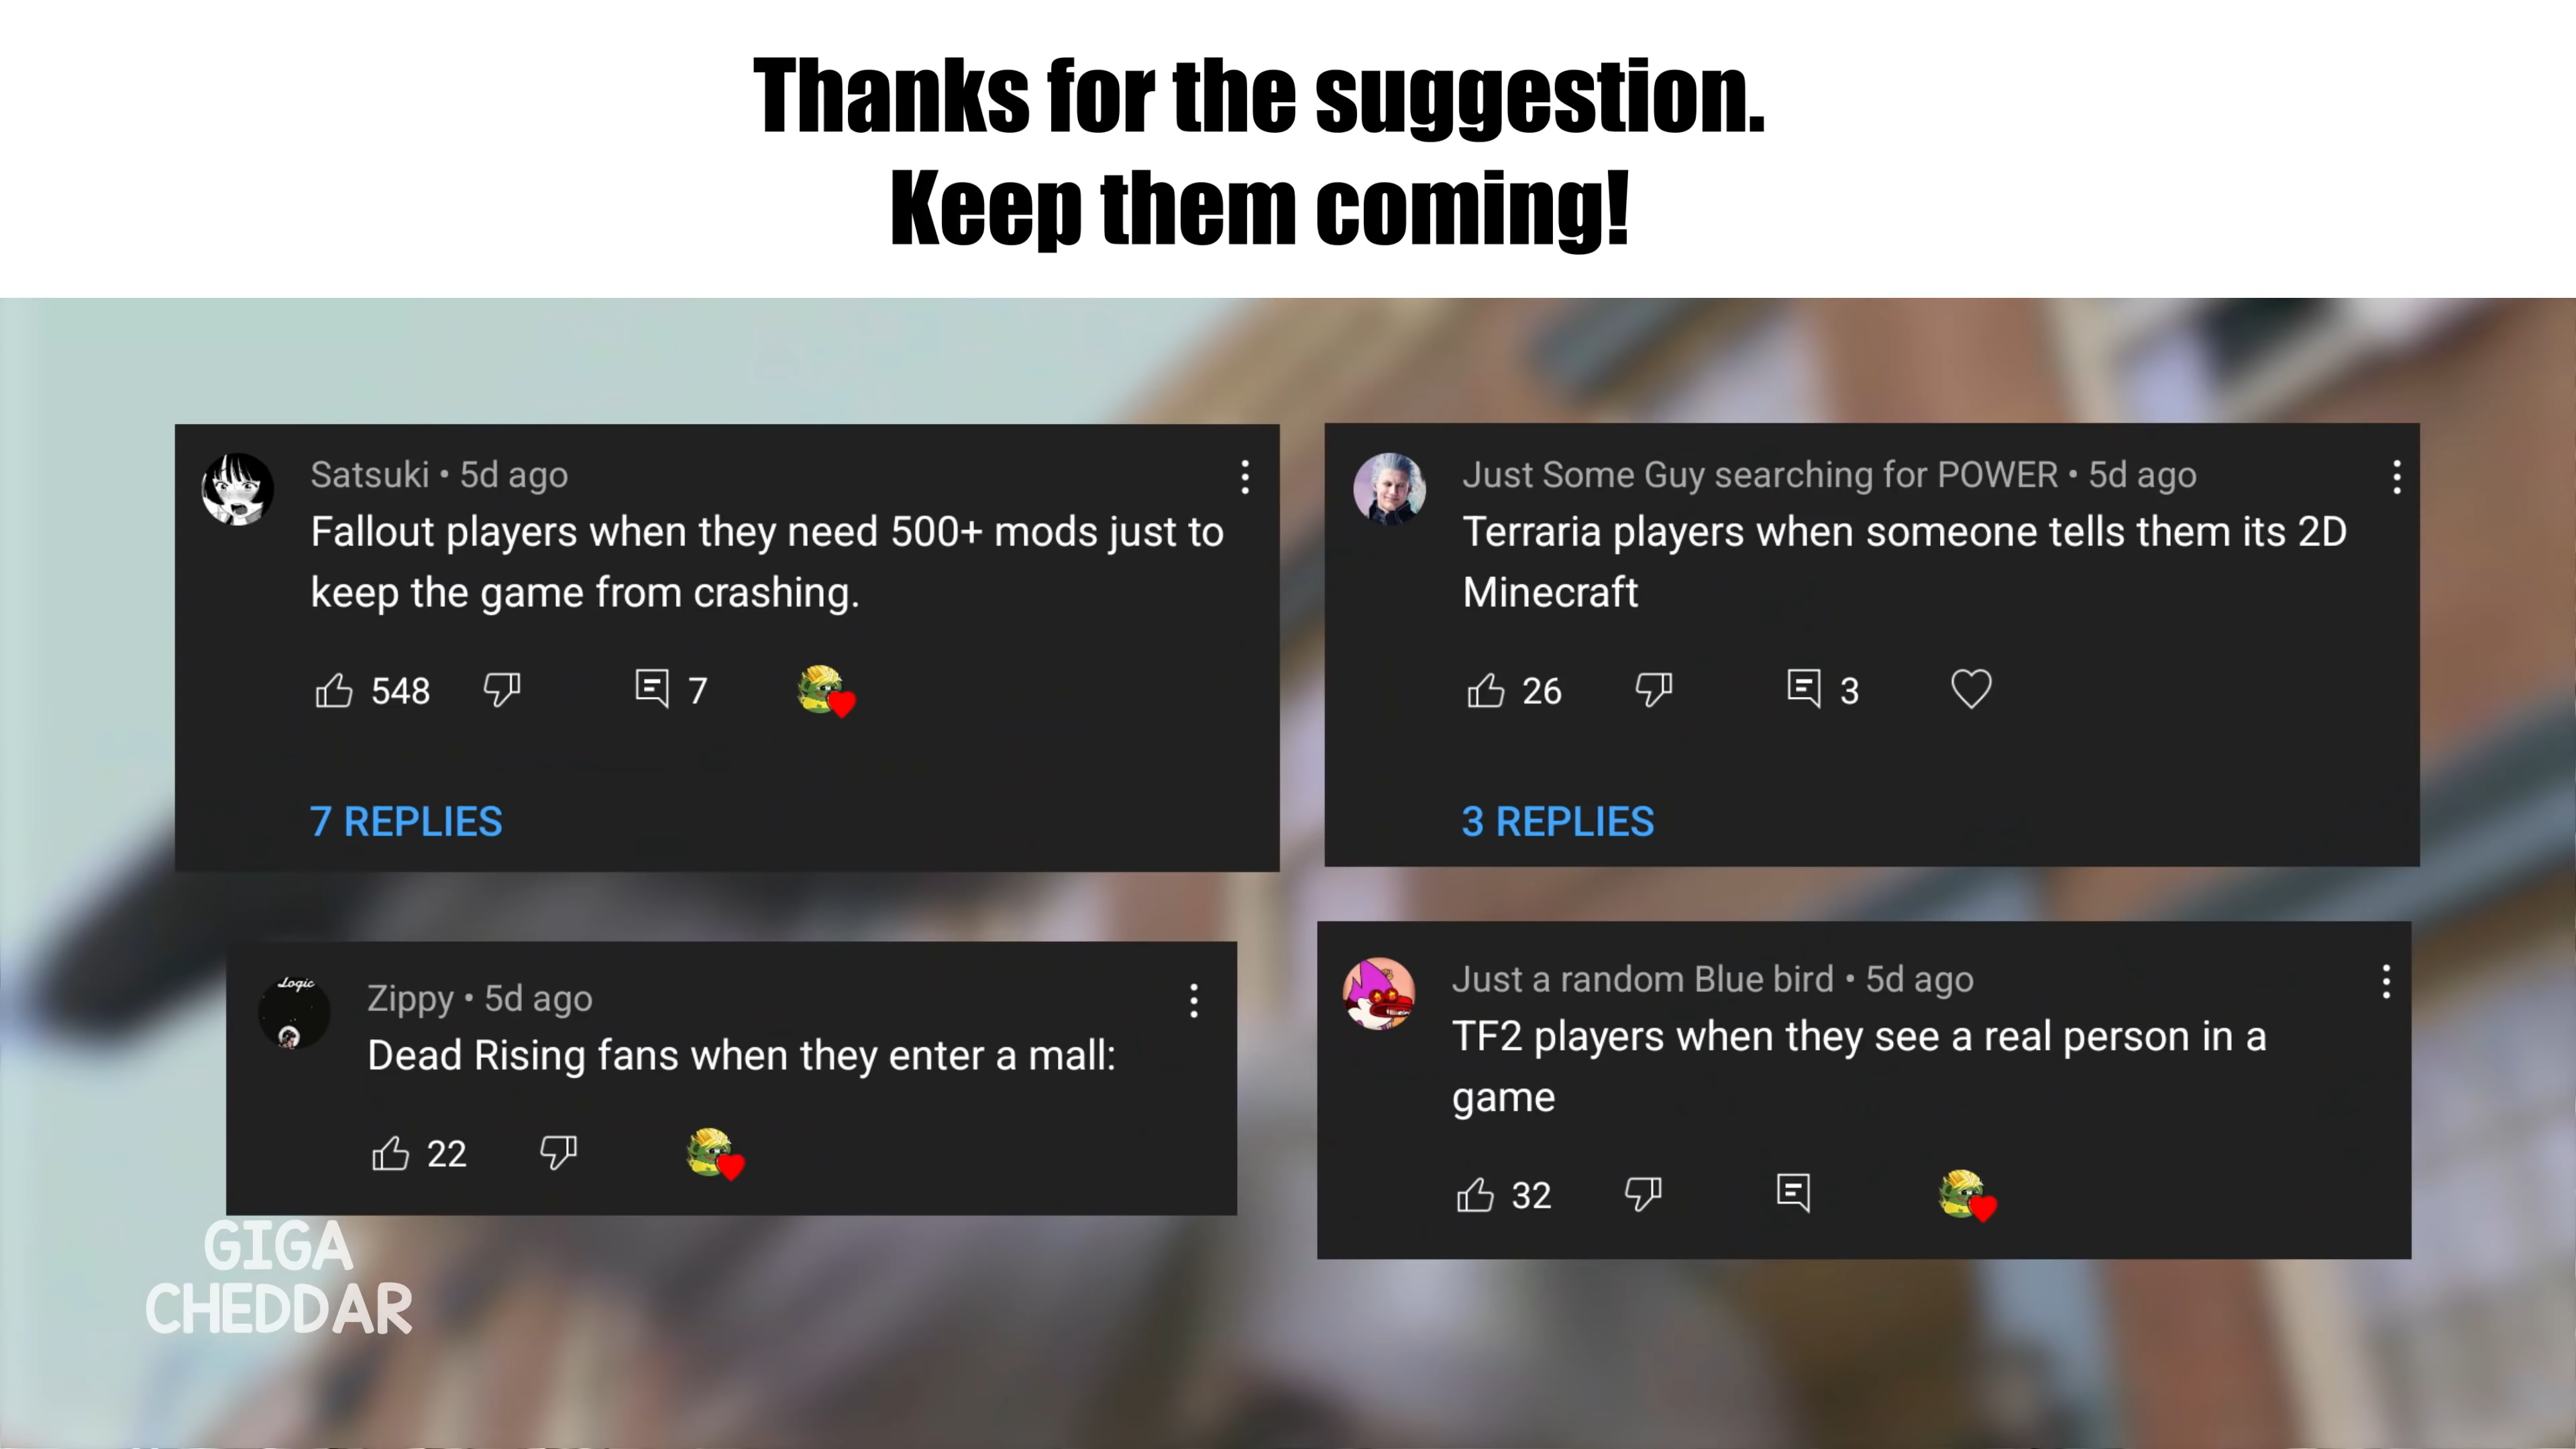 Thanks for the suggestion.
Keep them coming!
Satsuki • 5d ago
Fallout players when they need 500+ mods just to
keep the game from crashing.
548 7
7 REPLIES
Just Some Guy searching for POWER • 5d ago
Terraria players when someone tells them its 2D
Minecraft
26 3
3 REPLIES
Logic
Zippy • 5d ago
Dead Rising fans when they enter a mall:
22
Just a random Blue bird • 5d ago
TF2 players when they see a real person in a
game
32
GIGA
CHEDDAR